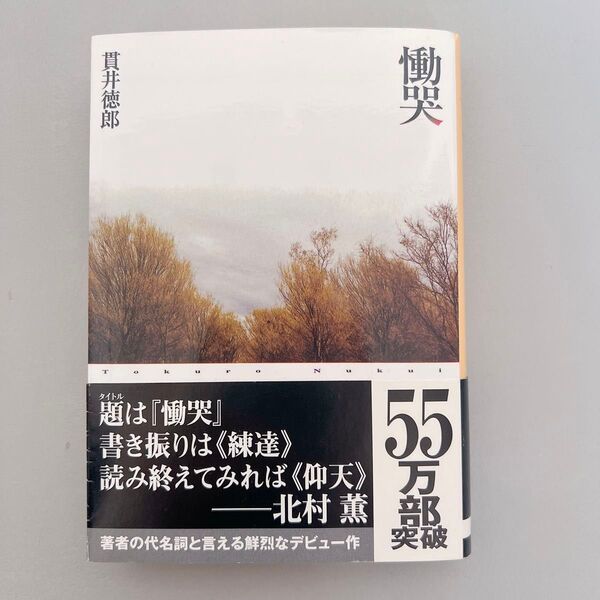 慟哭
貫井徳郎
Tokuro Nukui
タイトル
題は『慟哭』
書き振りは《練達》
読み終えてみれば《仰天》
──北村 薫
著者の代名詞と言える鮮烈なデビュー作
55
万部
突破